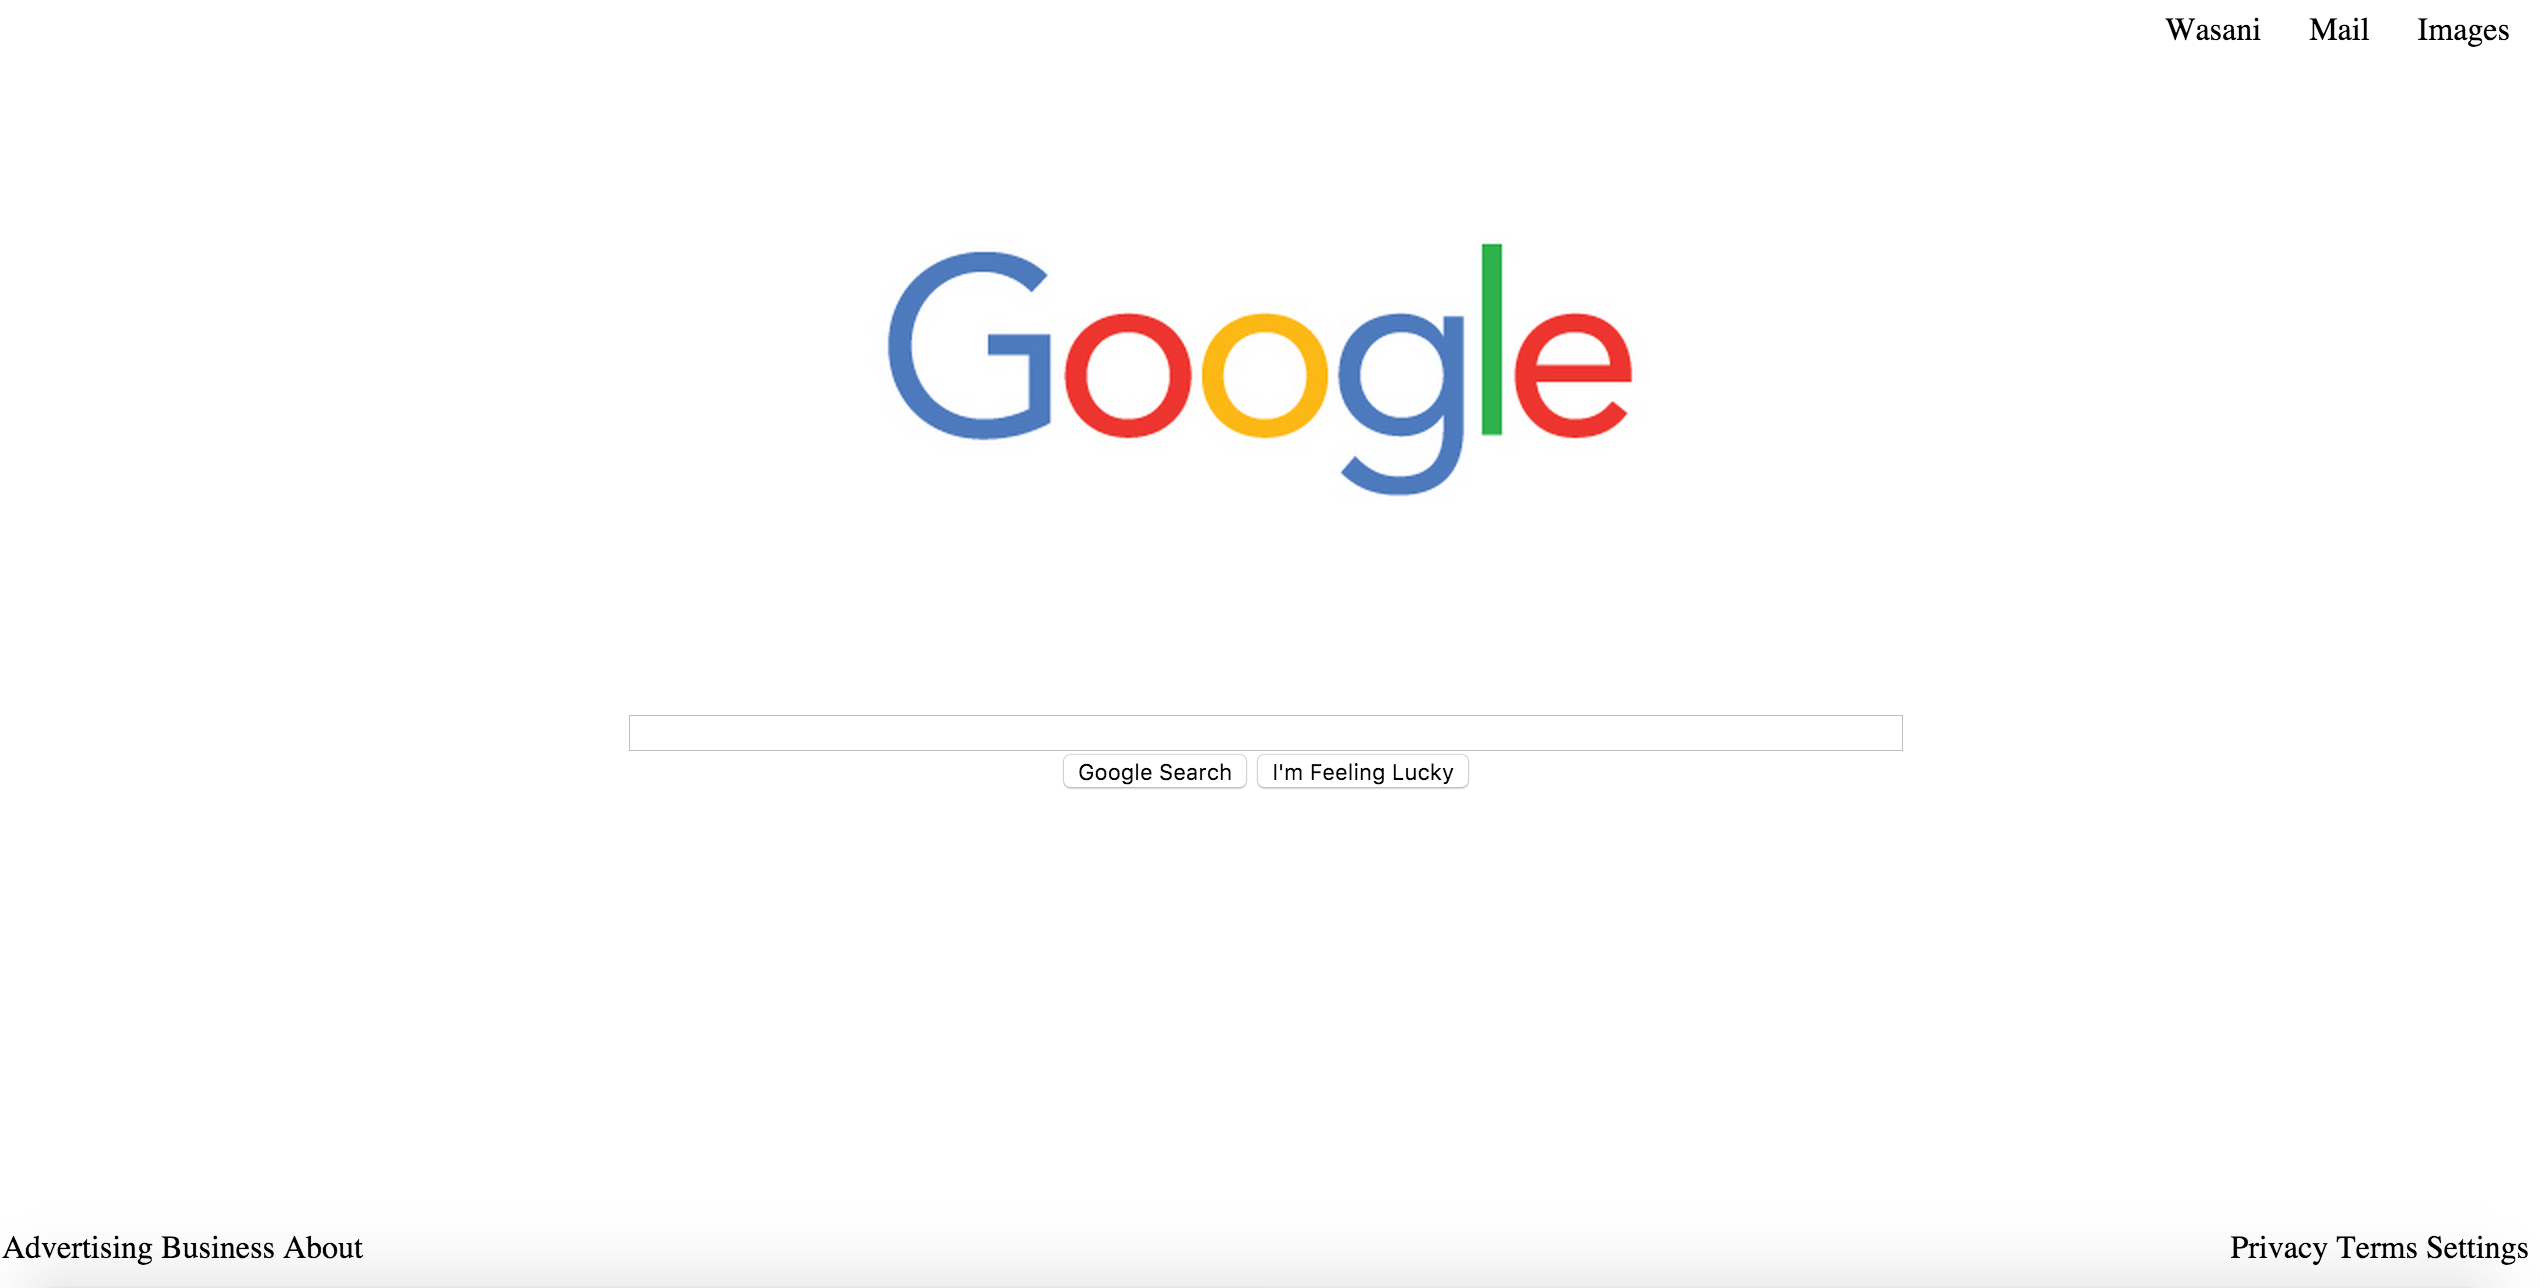 Wasani Mail Images
Google
Google Search I'm Feeling Lucky
Advertising Business About Privacy Terms Settings